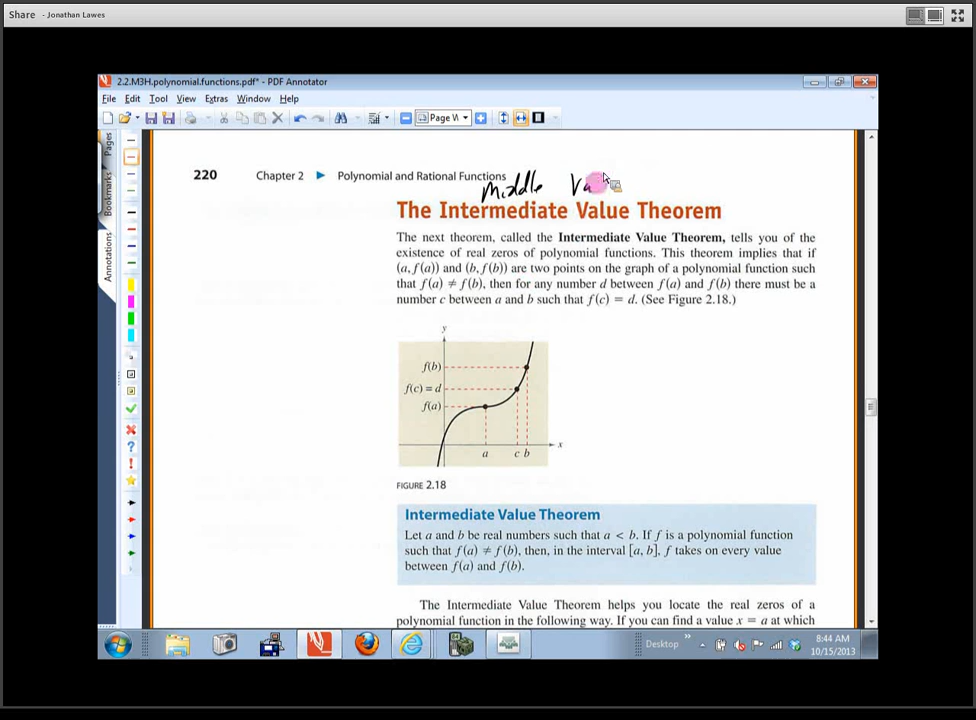 Share - Jonathan Lawes
2.2.M3H.polynomial.functions.pdf* - PDF Annotator
File Edit Tool View Extras Window Help
Page W
Pages
Bookmarks
Annotations
220 Chapter 2 ▶ Polynomial and Rational Functions
Middle Va
The Intermediate Value Theorem
The next theorem, called the Intermediate Value Theorem, tells you of the
existence of real zeros of polynomial functions. This theorem implies that if
(a, f(a)) and (b, f(b)) are two points on the graph of a polynomial function such
that f(a) ≠ f(b), then for any number d between f(a) and f(b) there must be a
number c between a and b such that f(c) = d. (See Figure 2.18.)
y
f(b)
f(c) = d
f(a)
x
a c b
FIGURE 2.18
Intermediate Value Theorem
Let a and b be real numbers such that a < b. If f is a polynomial function
such that f(a) ≠ f(b), then, in the interval [a, b], f takes on every value
between f(a) and f(b).
The Intermediate Value Theorem helps you locate the real zeros of a
polynomial function in the following way. If you can find a value x = a at which
Desktop
8:44 AM
10/15/2013